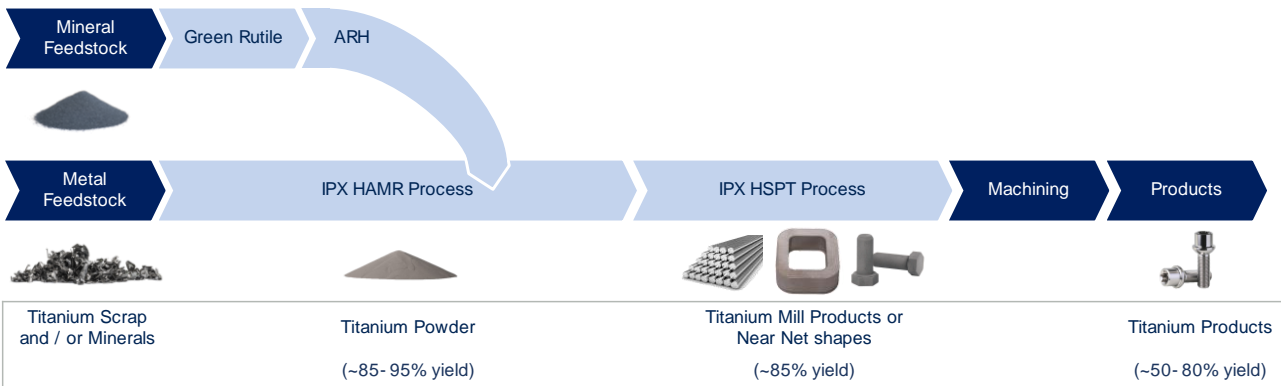 Mineral
Feedstock
Green Rutile
ARH
Metal
Feedstock
IPX HAMR Process
IPX HSPT Process
Machining
Products
Titanium Scrap
and / or Minerals
Titanium Powder
(~85- 95% yield)
Titanium Mill Products or
Near Net shapes
(~85% yield)
Titanium Products
(~50- 80% yield)